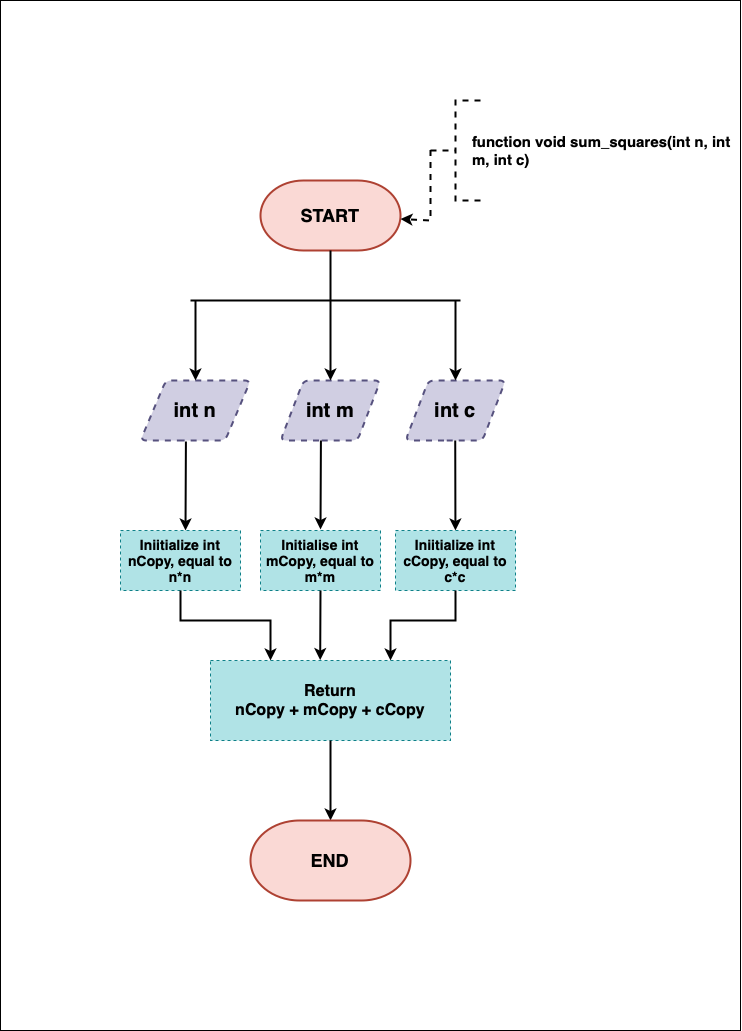 function void sum_squares(int n, int
m, int c)
START
int n
int m
int c
Iniitialize int
nCopy, equal to
n*n
Initialise int
mCopy, equal to
m*m
Iniitialize int
cCopy, equal to
c*c
Return
nCopy + mCopy + cCopy
END